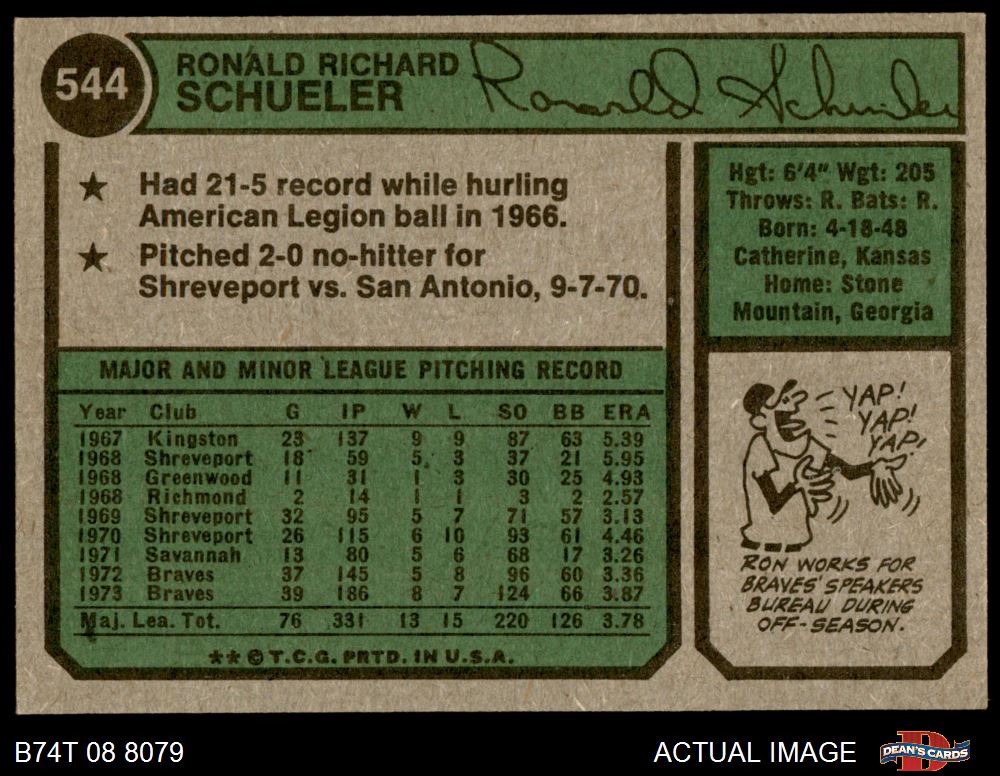 544
RONALD RICHARD
SCHUELER
Ronald Schueler
★ Had 21-5 record while hurling
American Legion ball in 1966.
★ Pitched 2-0 no-hitter for
Shreveport vs. San Antonio, 9-7-70.
Hgt: 6'4" Wgt: 205
Throws: R. Bats: R.
Born: 4-18-48
Catherine, Kansas
Home: Stone
Mountain, Georgia
MAJOR AND MINOR LEAGUE PITCHING RECORD
Year Club G IP W L SO BB ERA
1967 Kingston 23 137 9 9 87 63 5.39
1968 Shreveport 18 59 5 3 37 21 5.95
1968 Greenwood 11 31 1 3 30 25 4.93
1968 Richmond 2 14 1 1 3 2 2.57
1969 Shreveport 32 95 5 7 71 57 3.13
1970 Shreveport 26 115 6 10 93 61 4.46
1971 Savannah 13 80 5 6 68 17 3.26
1972 Braves 37 145 5 8 96 60 3.36
1973 Braves 39 186 8 7 124 66 3.87
Maj. Lea. Tot. 76 331 13 15 220 126 3.78
★★ © T.C.G. PRTD. IN U.S.A.
YAP!
YAP!
YAP!
RON WORKS FOR
BRAVES' SPEAKERS
BUREAU DURING
OFF-SEASON.
B74T 08 8079
ACTUAL IMAGE
DEAN'S CARDS